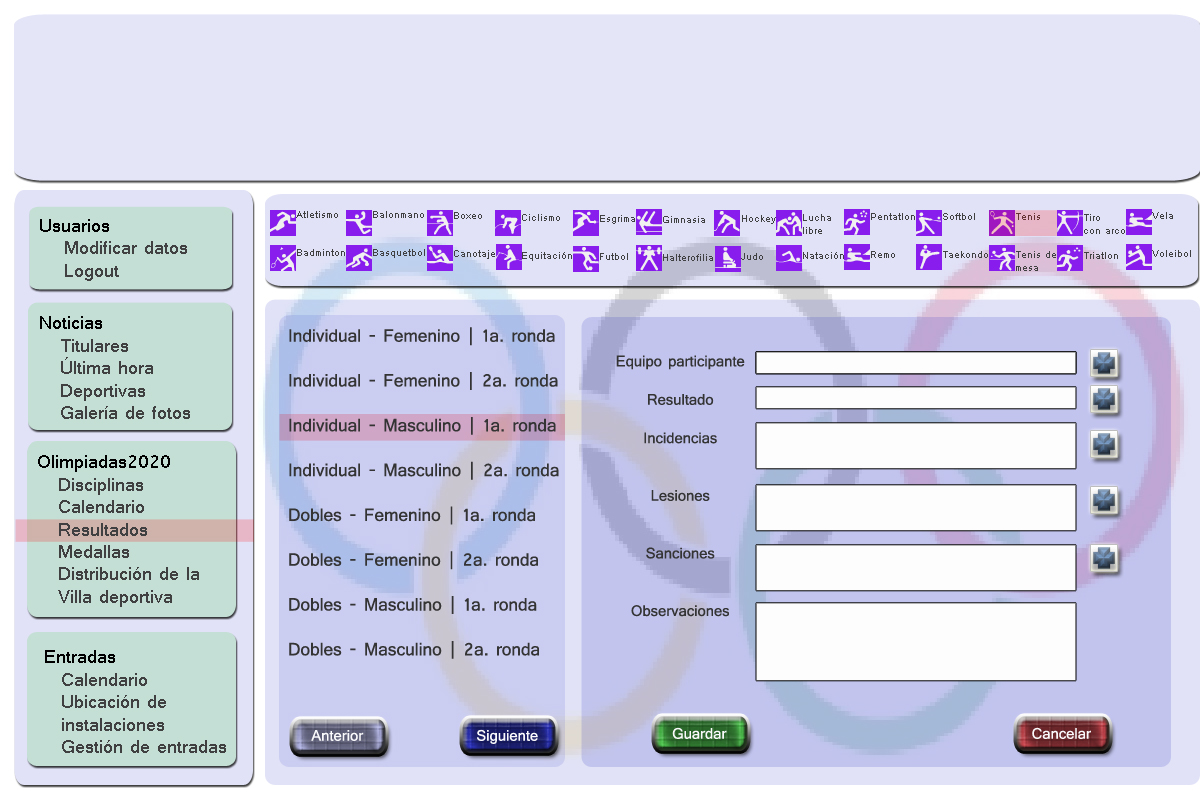 Usuarios
Modificar datos
Logout
Noticias
Titulares
Última hora
Deportivas
Galería de fotos
Olimpiadas2020
Disciplinas
Calendario
Resultados
Medallas
Distribución de la
Villa deportiva
Entradas
Calendario
Ubicación de
instalaciones
Gestión de entradas
Atletismo
Balonmano
Boxeo
Ciclismo
Esgrima
Gimnasia
Hockey
Lucha
libre
Pentatlon
Softbol
Tenis
Tiro
con arco
Vela
Badminton
Basquetbol
Canotaje
Equitación
Futbol
Halterofilia
Judo
Natación
Remo
Taekondo
Tenis de
mesa
Triatlon
Voleibol
Individual - Femenino | 1a. ronda
Individual - Femenino | 2a. ronda
Individual - Masculino | 1a. ronda
Individual - Masculino | 2a. ronda
Dobles - Femenino | 1a. ronda
Dobles - Femenino | 2a. ronda
Dobles - Masculino | 1a. ronda
Dobles - Masculino | 2a. ronda
Anterior
Siguiente
Equipo participante
Resultado
Incidencias
Lesiones
Sanciones
Observaciones
Guardar
Cancelar